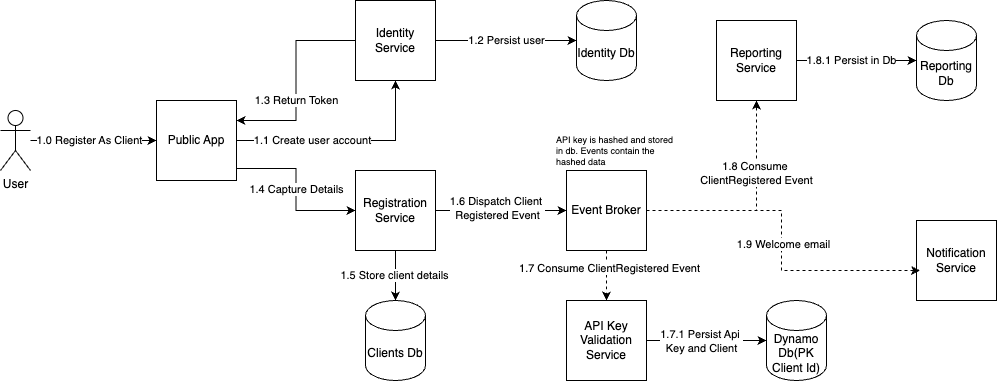 Identity
Service
1.2 Persist user
Identity Db
Reporting
Service
1.8.1 Persist in Db
Reporting
Db
1.3 Return Token
1.0 Register As Client
Public App
1.1 Create user account
User
API key is hashed and stored
in db. Events contain the
hashed data
1.8 Consume
ClientRegistered Event
1.4 Capture Details
Registration
Service
1.6 Dispatch Client
Registered Event
Event Broker
1.9 Welcome email
Notification
Service
1.5 Store client details
1.7 Consume ClientRegistered Event
Clients Db
API Key
Validation
Service
1.7.1 Persist Api
Key and Client
Dynamo
Db(PK
Client Id)